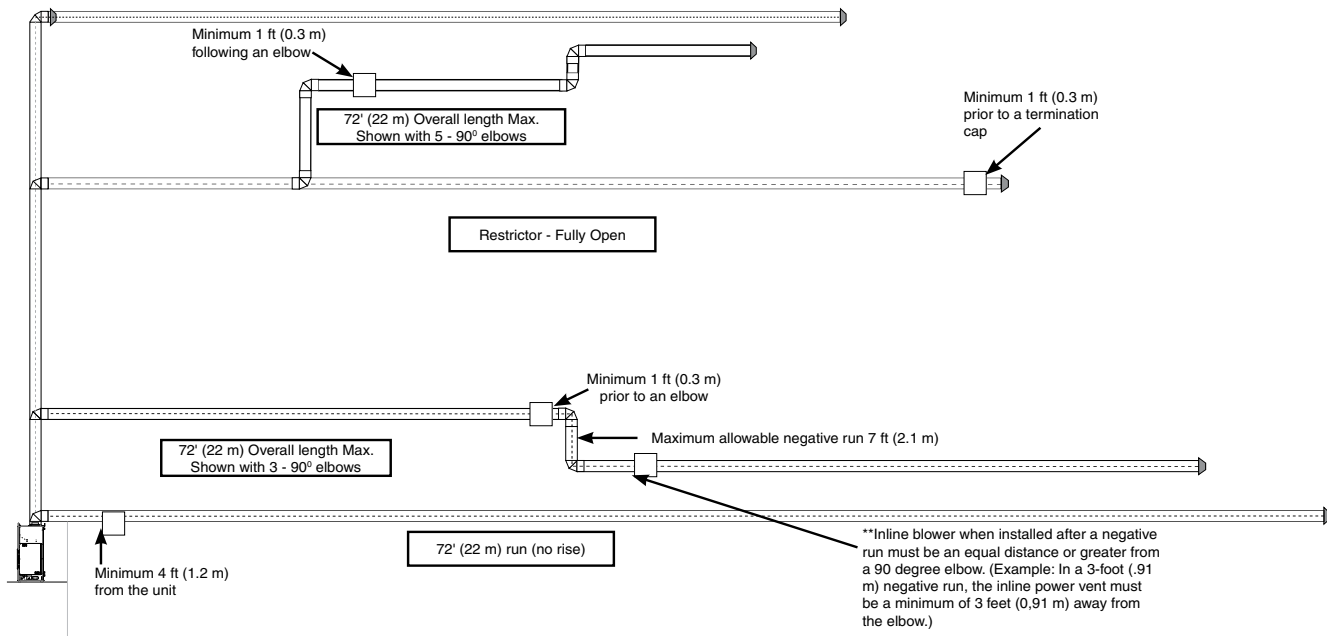 Minimum 1 ft (0.3 m)
following an elbow
72' (22 m) Overall length Max.
Shown with 5 - 90⁰ elbows
Minimum 1 ft (0.3 m)
prior to a termination
cap
Restrictor - Fully Open
Minimum 1 ft (0.3 m)
prior to an elbow
Maximum allowable negative run 7 ft (2.1 m)
72' (22 m) Overall length Max.
Shown with 3 - 90⁰ elbows
72' (22 m) run (no rise)
Minimum 4 ft (1.2 m)
from the unit
**Inline blower when installed after a negative
run must be an equal distance or greater from
a 90 degree elbow. (Example: In a 3-foot (.91
m) negative run, the inline power vent must
be a minimum of 3 feet (0,91 m) away from
the elbow.)